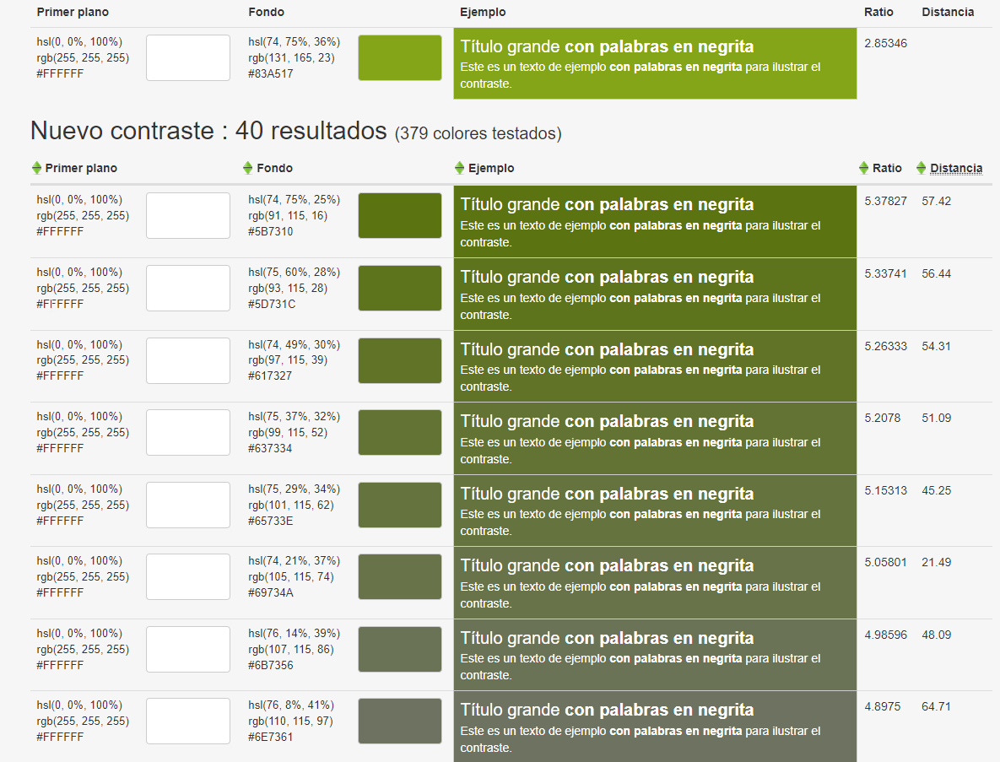 Primer plano Fondo Ejemplo Ratio Distancia
hsl(0, 0%, 100%) hsl(74, 75%, 36%) Título grande con palabras en negrita 2.85346
rgb(255, 255, 255) rgb(131, 165, 23) Este es un texto de ejemplo con palabras en negrita para ilustrar el
#FFFFFF #83A517 contraste.
Nuevo contraste : 40 resultados (379 colores testados)
Primer plano Fondo Ejemplo Ratio Distancia
hsl(0, 0%, 100%) hsl(74, 75%, 25%) Título grande con palabras en negrita 5.37827 57.42
rgb(255, 255, 255) rgb(91, 115, 16) Este es un texto de ejemplo con palabras en negrita para ilustrar el
#FFFFFF #5B7310 contraste.
hsl(0, 0%, 100%) hsl(75, 60%, 28%) Título grande con palabras en negrita 5.33741 56.44
rgb(255, 255, 255) rgb(93, 115, 28) Este es un texto de ejemplo con palabras en negrita para ilustrar el
#FFFFFF #5D731C contraste.
hsl(0, 0%, 100%) hsl(74, 49%, 30%) Título grande con palabras en negrita 5.26333 54.31
rgb(255, 255, 255) rgb(97, 115, 39) Este es un texto de ejemplo con palabras en negrita para ilustrar el
#FFFFFF #617327 contraste.
hsl(0, 0%, 100%) hsl(75, 37%, 32%) Título grande con palabras en negrita 5.2078 51.09
rgb(255, 255, 255) rgb(99, 115, 52) Este es un texto de ejemplo con palabras en negrita para ilustrar el
#FFFFFF #637334 contraste.
hsl(0, 0%, 100%) hsl(75, 29%, 34%) Título grande con palabras en negrita 5.15313 45.25
rgb(255, 255, 255) rgb(101, 115, 62) Este es un texto de ejemplo con palabras en negrita para ilustrar el
#FFFFFF #65733E contraste.
hsl(0, 0%, 100%) hsl(74, 21%, 37%) Título grande con palabras en negrita 5.05801 21.49
rgb(255, 255, 255) rgb(105, 115, 74) Este es un texto de ejemplo con palabras en negrita para ilustrar el
#FFFFFF #69734A contraste.
hsl(0, 0%, 100%) hsl(76, 14%, 39%) Título grande con palabras en negrita 4.98596 48.09
rgb(255, 255, 255) rgb(107, 115, 86) Este es un texto de ejemplo con palabras en negrita para ilustrar el
#FFFFFF #6B7356 contraste.
hsl(0, 0%, 100%) hsl(76, 8%, 41%) Título grande con palabras en negrita 4.8975 64.71
rgb(255, 255, 255) rgb(110, 115, 97) Este es un texto de ejemplo con palabras en negrita para ilustrar el
#FFFFFF #6E7361 contraste.